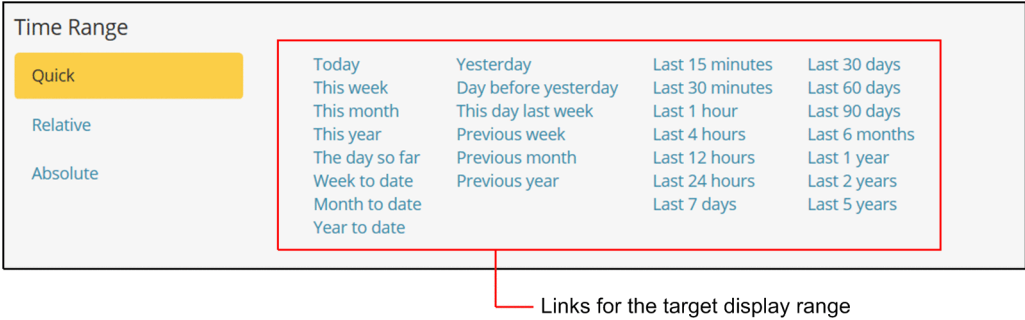 Time Range
Quick
Relative
Absolute
Today
This week
This month
This year
The day so far
Week to date
Month to date
Year to date
Yesterday
Day before yesterday
This day last week
Previous week
Previous month
Previous year
Last 15 minutes
Last 30 minutes
Last 1 hour
Last 4 hours
Last 12 hours
Last 24 hours
Last 7 days
Last 30 days
Last 60 days
Last 90 days
Last 6 months
Last 1 year
Last 2 years
Last 5 years
Links for the target display range